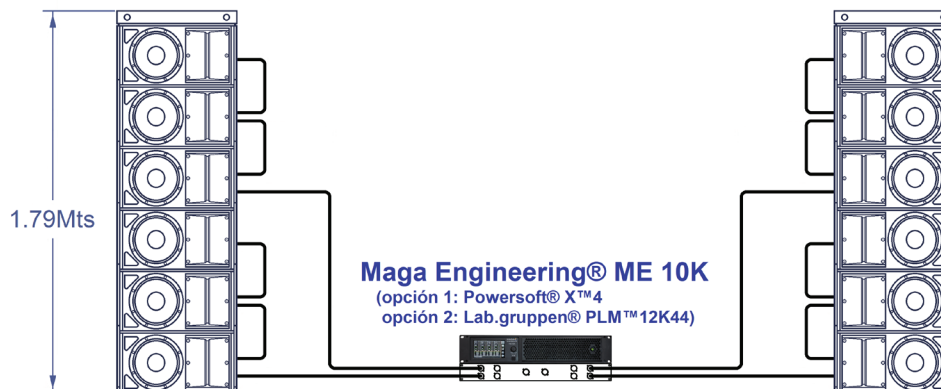 1.79Mts
Maga Engineering® ME 10K
(opción 1: Powersoft® X™4
opción 2: Lab.gruppen® PLM™12K44)